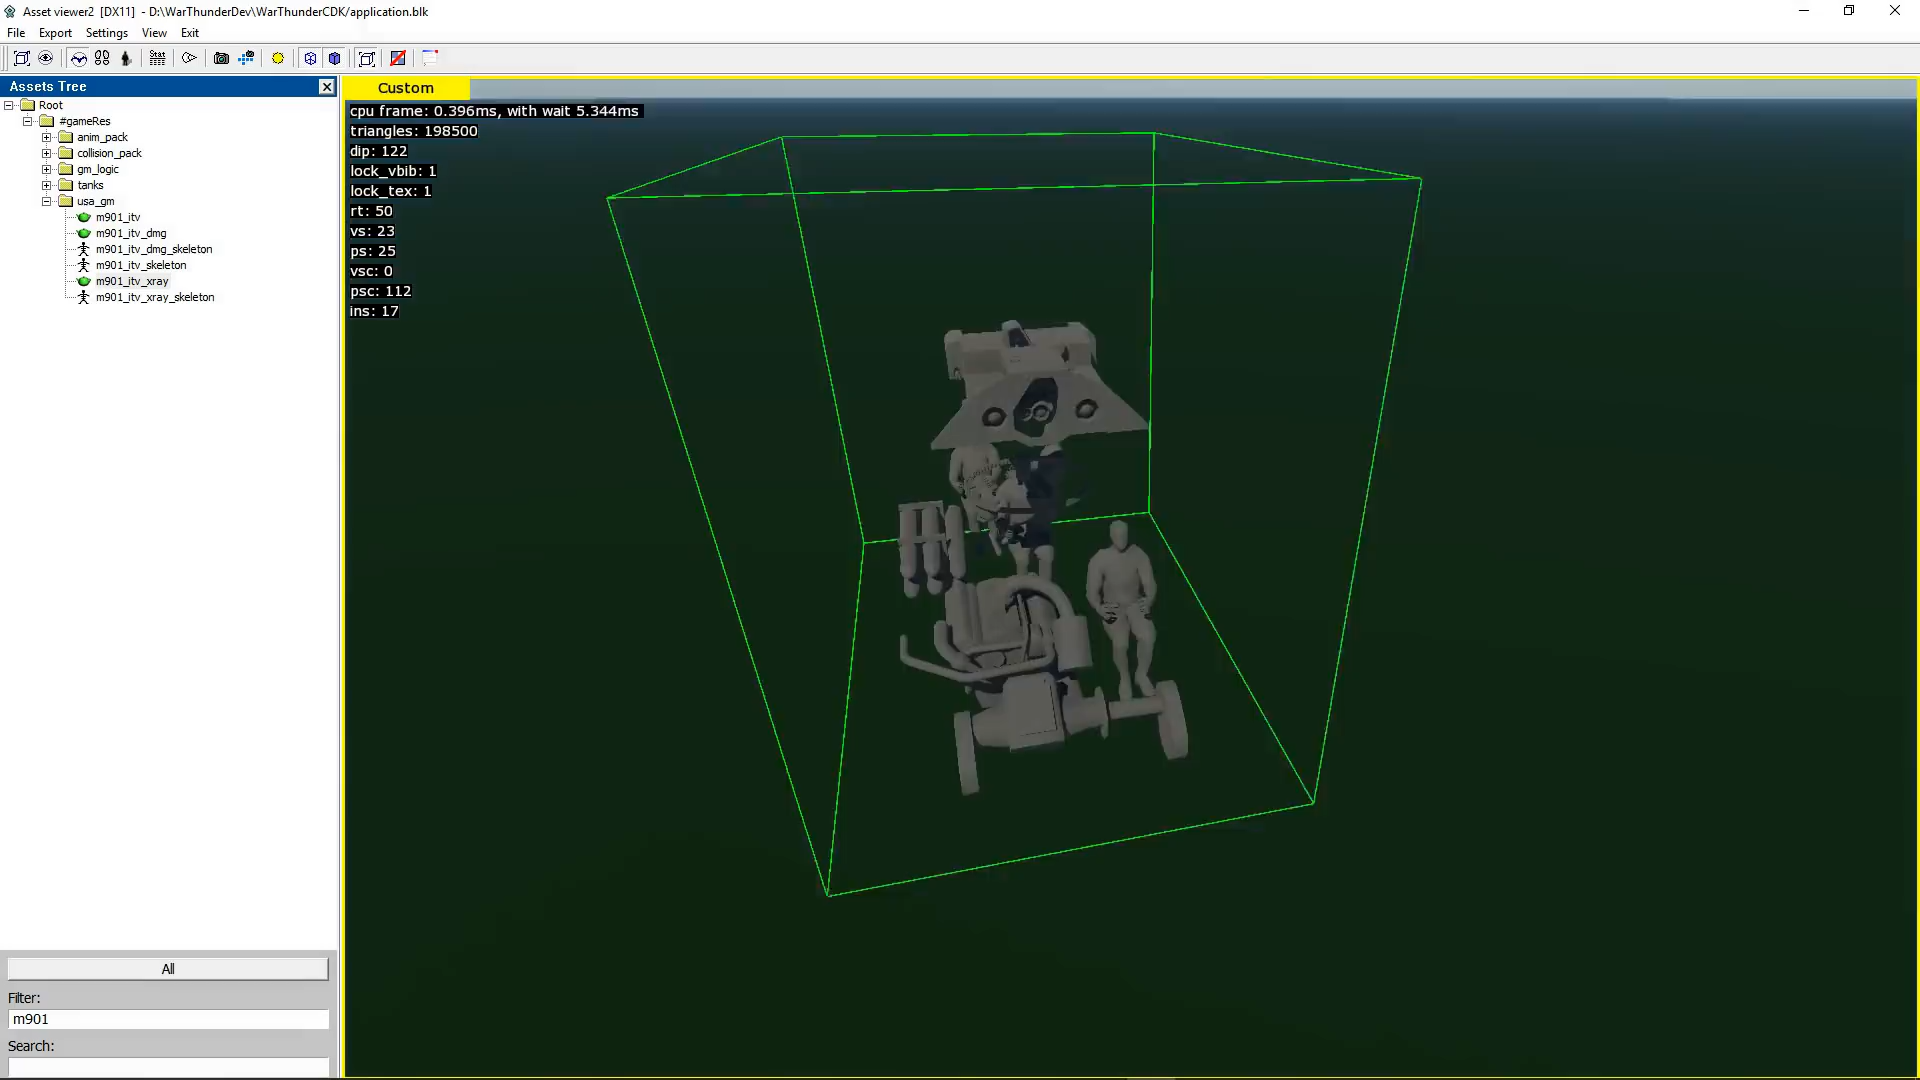 Asset viewer2 [DX11] - D:\WarThunderDev\WarThunderCDK/application.blk
File Export Settings View Exit
Stat
Assets Tree
Root
#gameRes
anim_pack
collision_pack
gm_logic
tanks
usa_gm
m901_itv
m901_itv_dmg
m901_itv_dmg_skeleton
m901_itv_skeleton
m901_itv_xray
m901_itv_xray_skeleton
All
Filter:
m901
Search:
Custom
cpu frame: 0.396ms, with wait 5.344ms
triangles: 198500
dip: 122
lock_vbib: 1
lock_tex: 1
rt: 50
vs: 23
ps: 25
vsc: 0
psc: 112
ins: 17